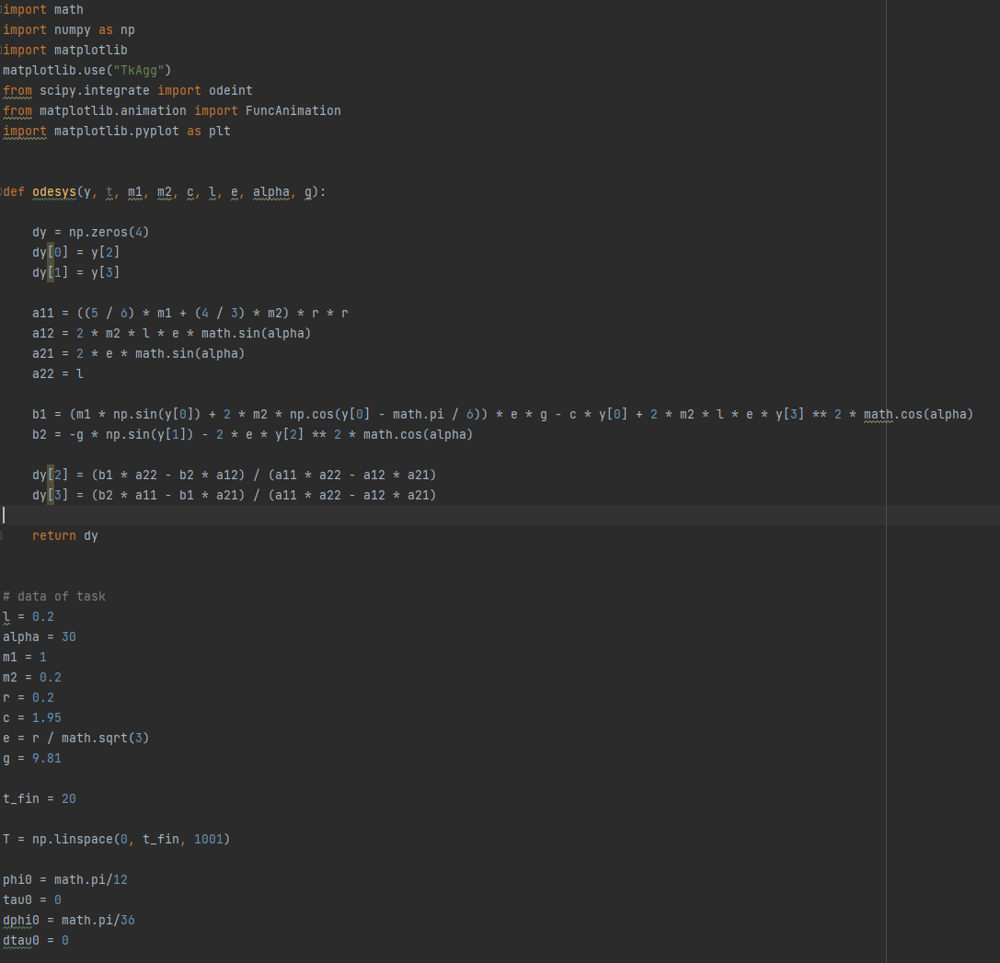 import math
import numpy as np
import matplotlib
matplotlib.use("TkAgg")
from scipy.integrate import odeint
from matplotlib.animation import FuncAnimation
import matplotlib.pyplot as plt
def odesys(y, t, m1, m2, c, l, e, alpha, g):
dy = np.zeros(4)
dy[0] = y[2]
dy[1] = y[3]
a11 = ((5 / 6) * m1 + (4 / 3) * m2) * r * r
a12 = 2 * m2 * l * e * math.sin(alpha)
a21 = 2 * e * math.sin(alpha)
a22 = l
b1 = (m1 * np.sin(y[0]) + 2 * m2 * np.cos(y[0] - math.pi / 6)) * e * g - c * y[0] + 2 * m2 * l * e * y[3] ** 2 * math.cos(alpha)
b2 = -g * np.sin(y[1]) - 2 * e * y[2] ** 2 * math.cos(alpha)
dy[2] = (b1 * a22 - b2 * a12) / (a11 * a22 - a12 * a21)
dy[3] = (b2 * a11 - b1 * a21) / (a11 * a22 - a12 * a21)
return dy
# data of task
l = 0.2
alpha = 30
m1 = 1
m2 = 0.2
r = 0.2
c = 1.95
e = r / math.sqrt(3)
g = 9.81
t_fin = 20
T = np.linspace(0, t_fin, 1001)
phi0 = math.pi/12
tau0 = 0
dphi0 = math.pi/36
dtau0 = 0